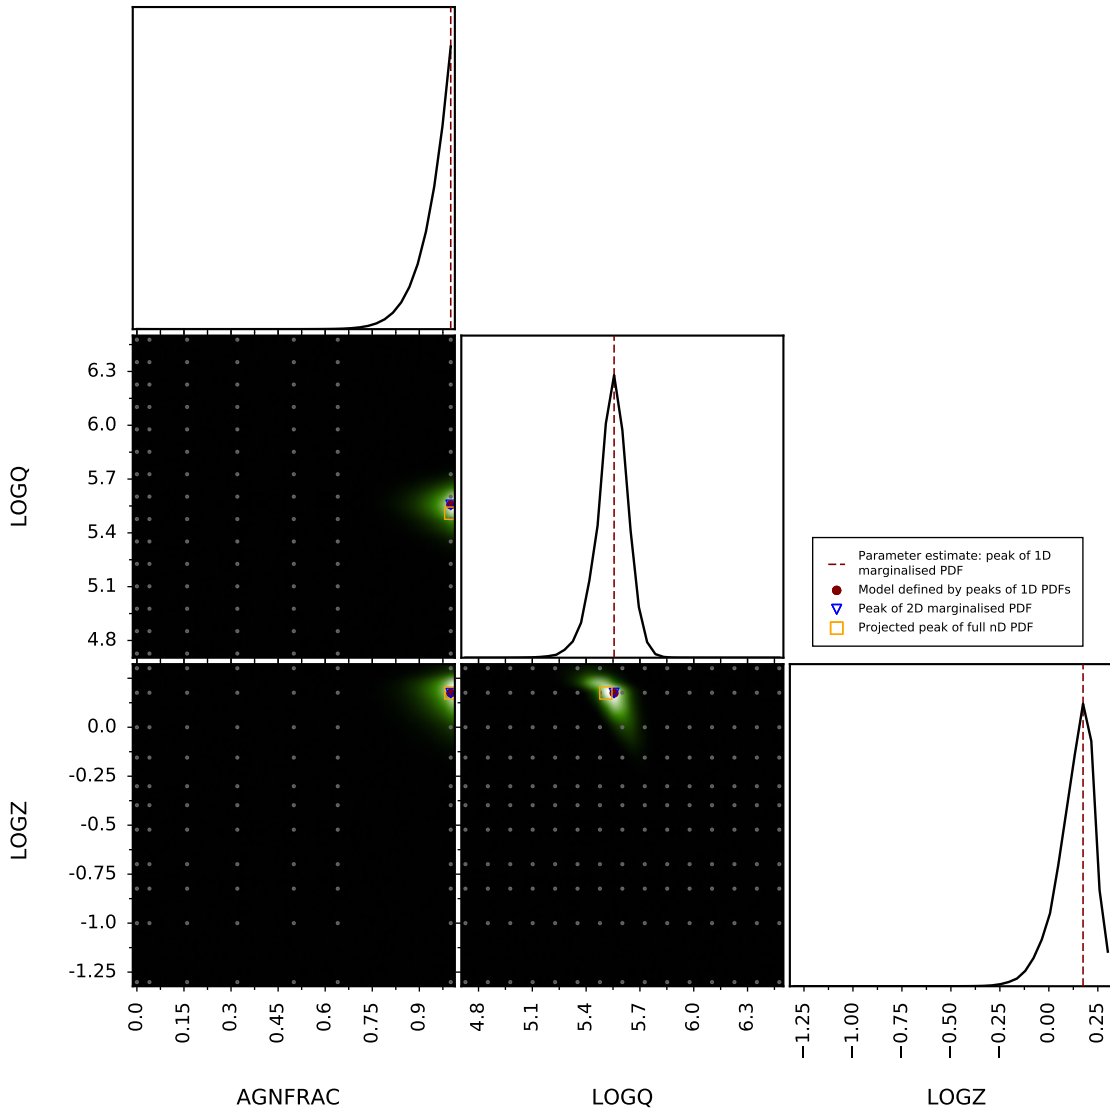 6.3
6.0
5.7
5.4
5.1
4.8
LOGQ
Parameter estimate: peak of 1D
marginalised PDF
Model defined by peaks of 1D PDFs
Peak of 2D marginalised PDF
Projected peak of full nD PDF
0.0
-0.25
-0.5
-0.75
-1.0
-1.25
LOGZ
0.0 0.15 0.3 0.45 0.6 0.75 0.9
4.8 5.1 5.4 5.7 6.0 6.3
−1.25 −1.00 −0.75 −0.50 −0.25 0.00 0.25
AGNFRAC LOGQ LOGZ